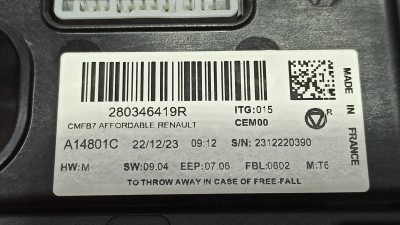 280346419R
ITG:015
CMFB7 AFFORDABLE RENAULT
CEM00
A14801C 22/12/23 09:12 S/N: 2312220390
HW:M SW:09.04 EEP:07.06 FBL:0602 M:T6
TO THROW AWAY IN CASE OF FREE-FALL
R
MADE IN FRANCE